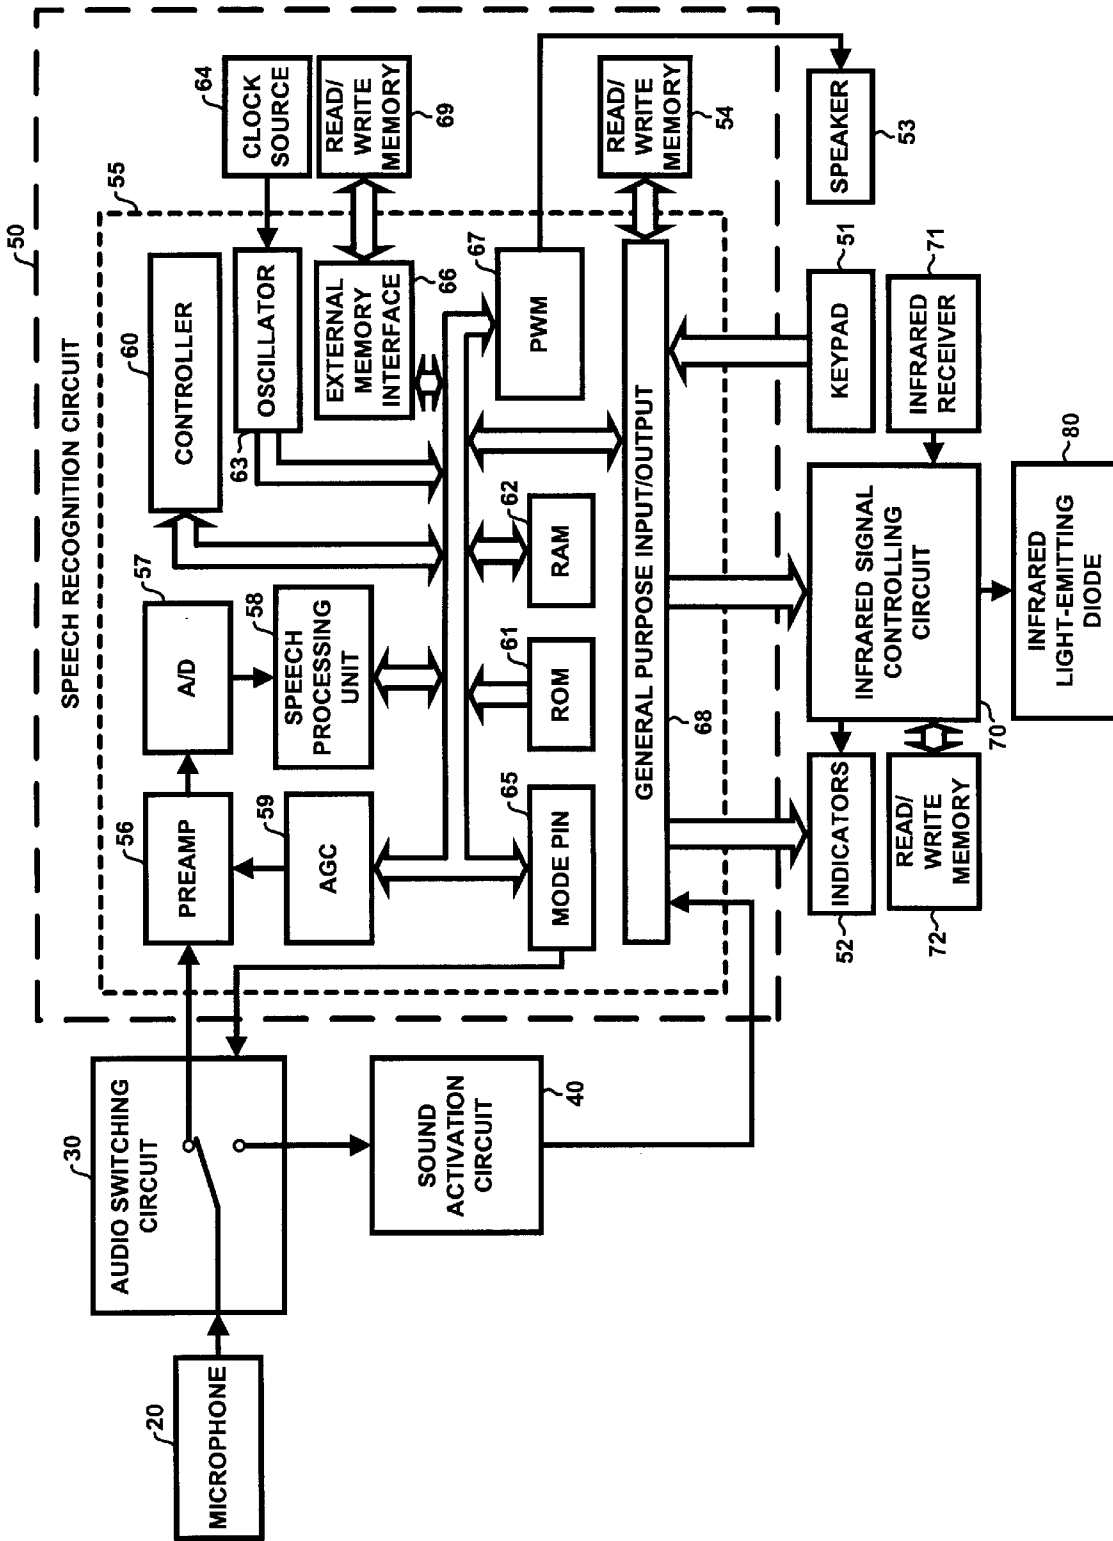 50
SPEECH RECOGNITION CIRCUIT
55
64
CLOCK
SOURCE
READ/
WRITE
MEMORY
69
60
CONTROLLER
OSCILLATOR
63
EXTERNAL
MEMORY
INTERFACE
66
57
A/D
58
SPEECH
PROCESSING
UNIT
56
PREAMP
59
AGC
67
PWM
62
RAM
61
ROM
65
MODE PIN
READ/
WRITE
MEMORY
54
GENERAL PURPOSE INPUT/OUTPUT
68
30
AUDIO SWITCHING
CIRCUIT
20
MICROPHONE
SOUND
ACTIVATION
CIRCUIT
40
SPEAKER
53
51
KEYPAD
71
INFRARED
RECEIVER
INFRARED SIGNAL
CONTROLLING
CIRCUIT
70
INDICATORS
52
READ/
WRITE
MEMORY
72
80
INFRARED
LIGHT-EMITTING
DIODE